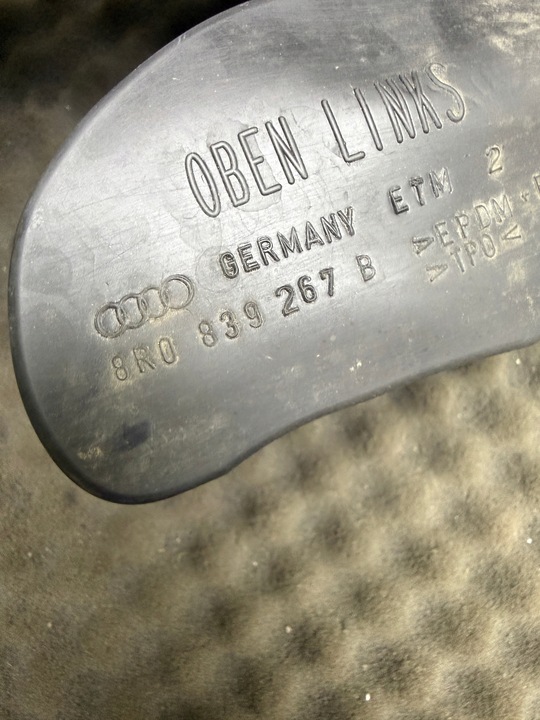 OBEN LINKS
GERMANY ETM 2
8R0 839 267 B
>EPDM-
>TPO<